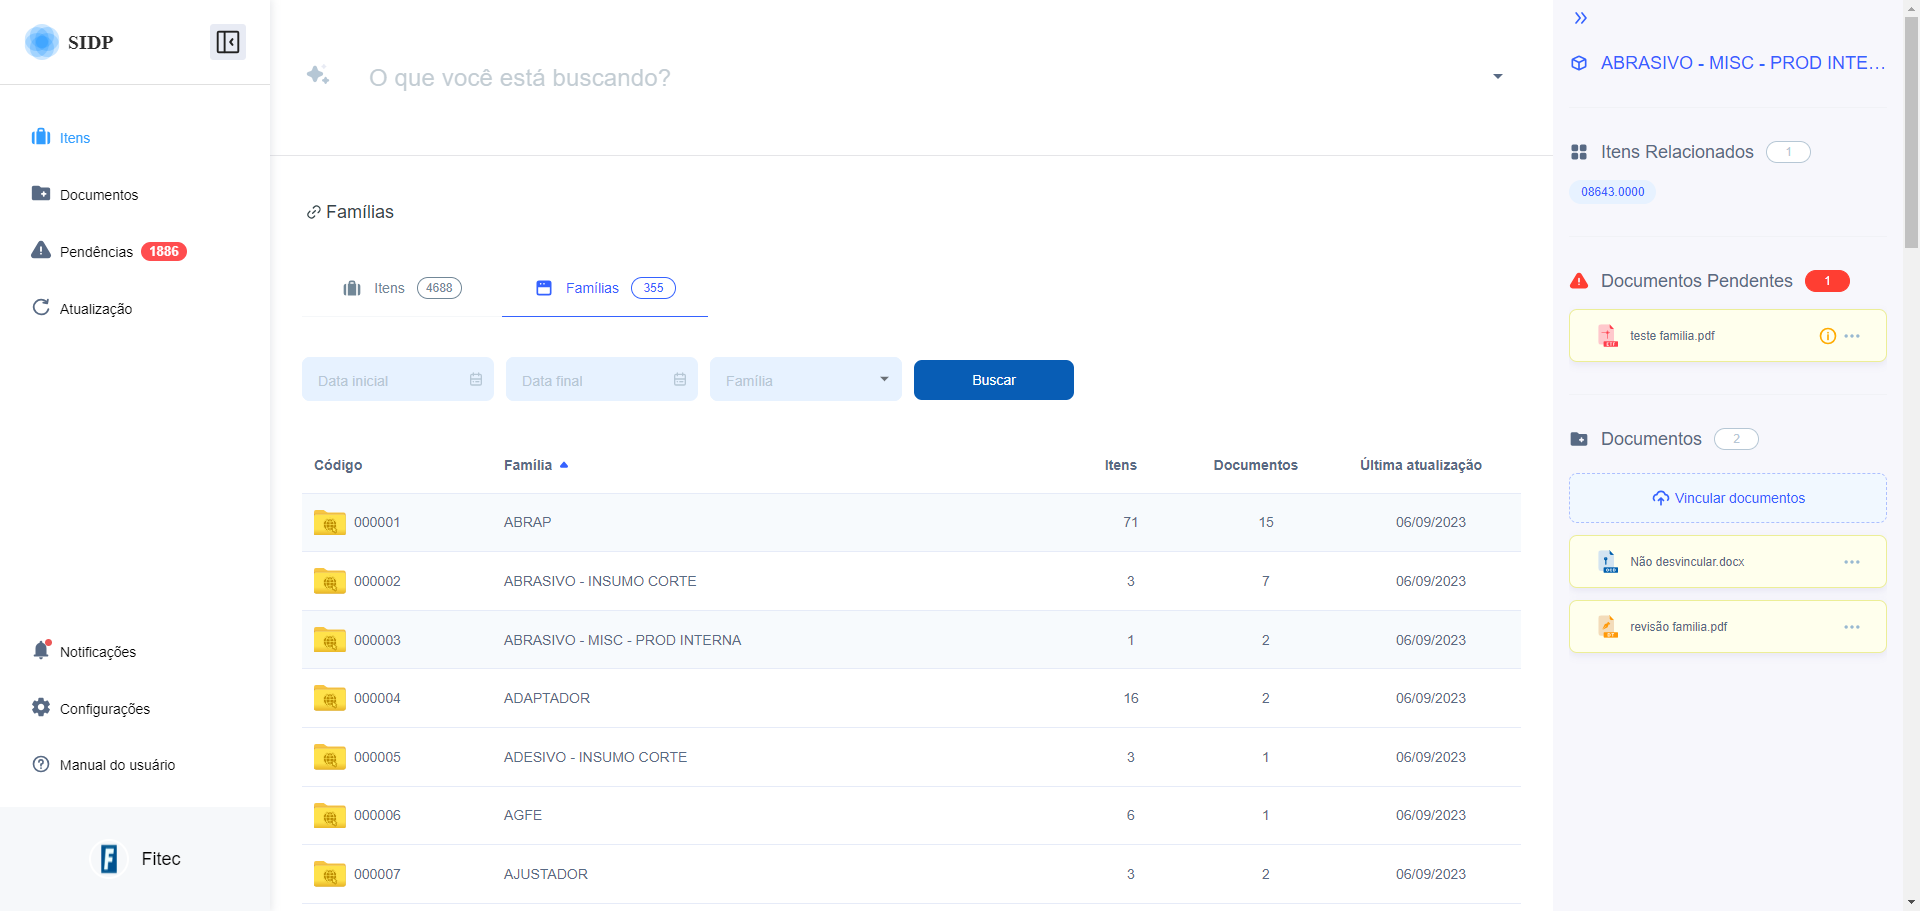 SIDP
Itens
Documentos
Pendências 1886
Atualização
Notificações
Configurações
Manual do usuário
Fitec
O que você está buscando?
Famílias
Itens 4688
Famílias 355
Data inicial
Data final
Família
Buscar
Código Família Itens Documentos Última atualização
000001 ABRAP 71 15 06/09/2023
000002 ABRASIVO - INSUMO CORTE 3 7 06/09/2023
000003 ABRASIVO - MISC - PROD INTERNA 1 2 06/09/2023
000004 ADAPTADOR 16 2 06/09/2023
000005 ADESIVO - INSUMO CORTE 3 1 06/09/2023
000006 AGFE 6 1 06/09/2023
000007 AJUSTADOR 3 2 06/09/2023
ABRASIVO - MISC - PROD INTE...
Itens Relacionados 1
08643.0000
Documentos Pendentes 1
teste familia.pdf
Documentos 2
Vincular documentos
Não desvincular.docx
revisão familia.pdf